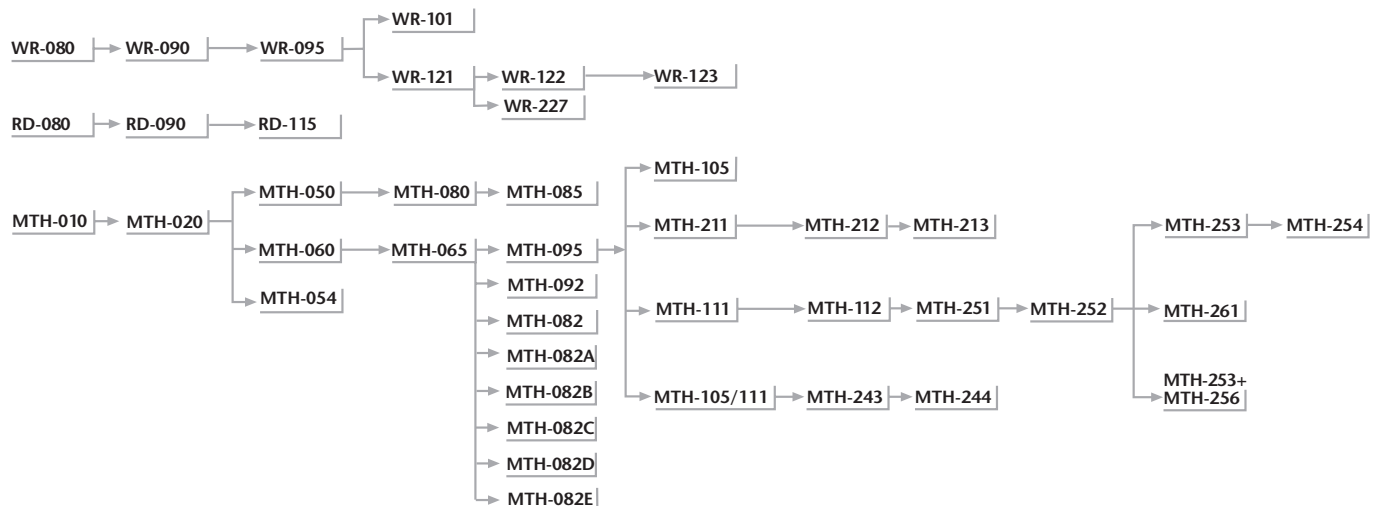 WR-101
WR-080 WR-090 WR-095
WR-121 WR-122 WR-123
WR-227
RD-080 RD-090 RD-115
MTH-105
MTH-050 MTH-080 MTH-085
MTH-010 MTH-020
MTH-211 MTH-212 MTH-213
MTH-253 MTH-254
MTH-060 MTH-065 MTH-095
MTH-092
MTH-054
MTH-111 MTH-112 MTH-251 MTH-252
MTH-261
MTH-082
MTH-082A
MTH-253+
MTH-256
MTH-082B
MTH-105/111 MTH-243 MTH-244
MTH-082C
MTH-082D
MTH-082E